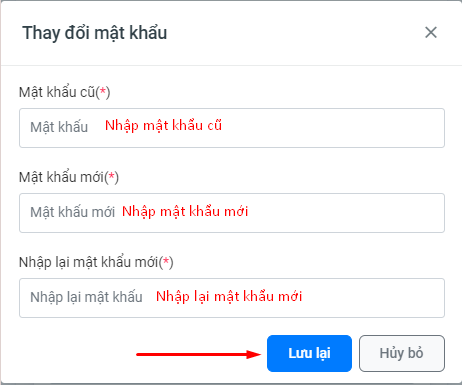 Thay đổi mật khẩu
Mật khẩu cũ(*)
Mật khẩu Nhập mật khẩu cũ
Mật khẩu mới(*)
Mật khẩu mới Nhập mật khẩu mới
Nhập lại mật khẩu mới(*)
Nhập lại mật khẩu Nhập lại mật khẩu mới
Lưu lại Hủy bỏ